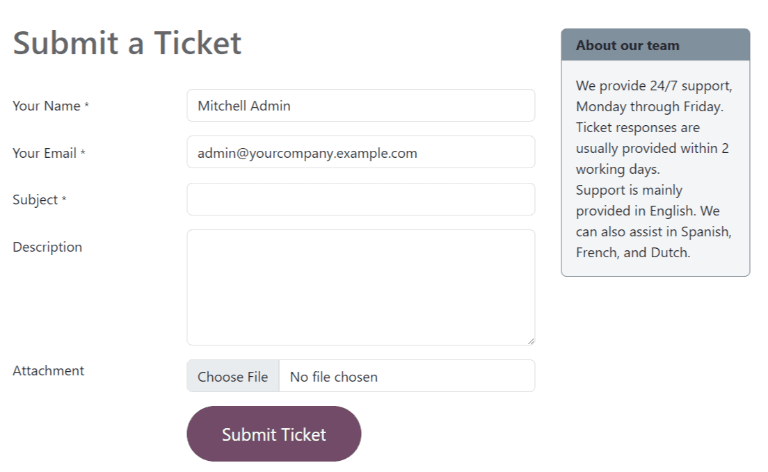 Submit a Ticket
Your Name *
Mitchell Admin
Your Email *
admin@yourcompany.example.com
Subject *
Description
Attachment
Choose File
No file chosen
Submit Ticket
About our team
We provide 24/7 support,
Monday through Friday.
Ticket responses are
usually provided within 2
working days.
Support is mainly
provided in English. We
can also assist in Spanish,
French, and Dutch.